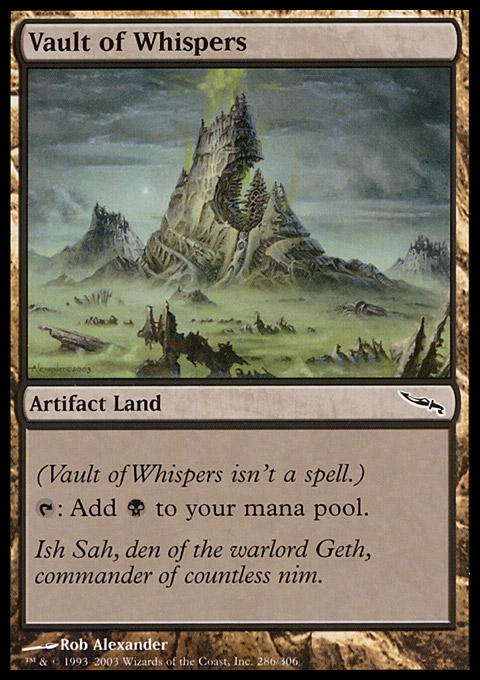 Vault of Whispers
Alexander©2003
Artifact Land
(Vault of Whispers isn't a spell.)
: Add to your mana pool.
Ish Sah, den of the warlord Geth,
commander of countless nim.
Rob Alexander
™ & © 1993–2003 Wizards of the Coast, Inc. 286/306